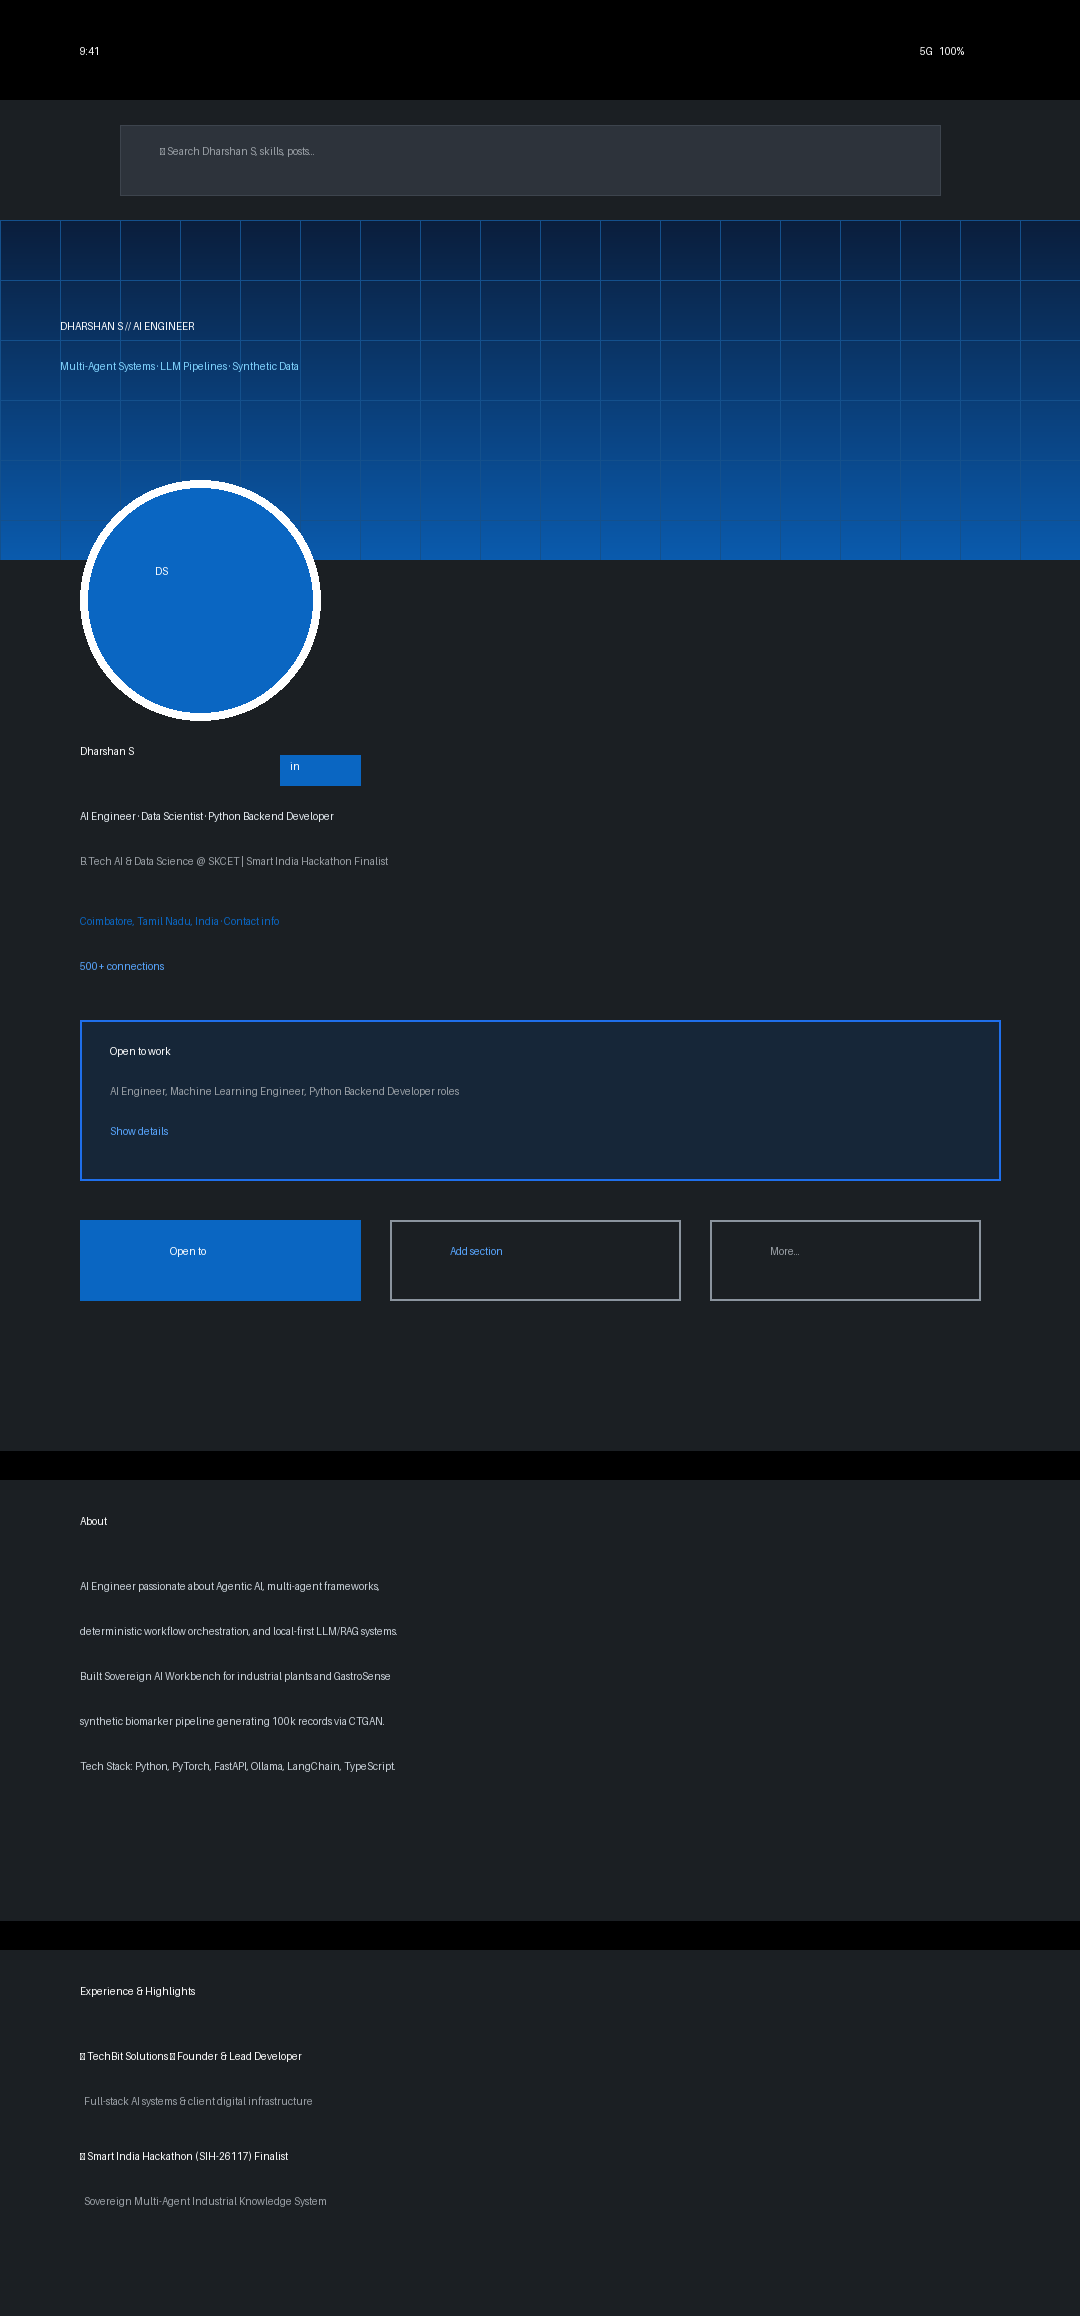 9:41
5G 100%
Search Dharshan S, skills, posts...
DHARSHAN S // AI ENGINEER
Multi-Agent Systems · LLM Pipelines · Synthetic Data
DS
Dharshan S
in
AI Engineer · Data Scientist · Python Backend Developer
B.Tech AI & Data Science @ SKCET | Smart India Hackathon Finalist
Coimbatore, Tamil Nadu, India · Contact info
500+ connections
Open to work
AI Engineer, Machine Learning Engineer, Python Backend Developer roles
Show details
Open to
Add section
More...
About
AI Engineer passionate about Agentic AI, multi-agent frameworks,
deterministic workflow orchestration, and local-first LLM/RAG systems.
Built Sovereign AI Workbench for industrial plants and GastroSense
synthetic biomarker pipeline generating 100k records via CTGAN.
Tech Stack: Python, PyTorch, FastAPI, Ollama, LangChain, TypeScript.
Experience & Highlights
TechBit Solutions Founder & Lead Developer
Full-stack AI systems & client digital infrastructure
Smart India Hackathon (SIH-26117) Finalist
Sovereign Multi-Agent Industrial Knowledge System